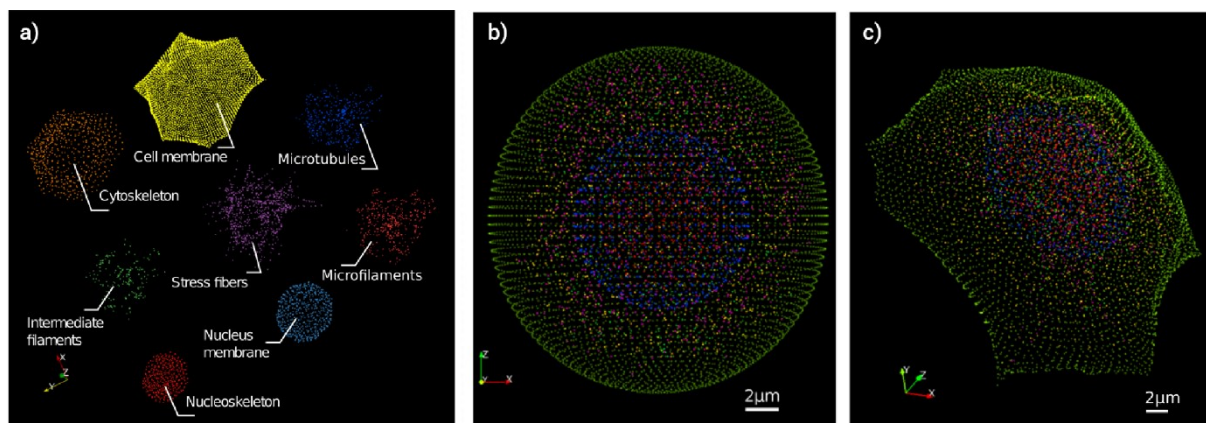 a)
Cell membrane
Microtubules
Cytoskeleton
Stress fibers
Microfilaments
Intermediate
filaments
Nucleus
membrane
Nucleoskeleton
X
Z
Y
b)
Z
Y
X
2μm
c)
Y
Z
X
2μm